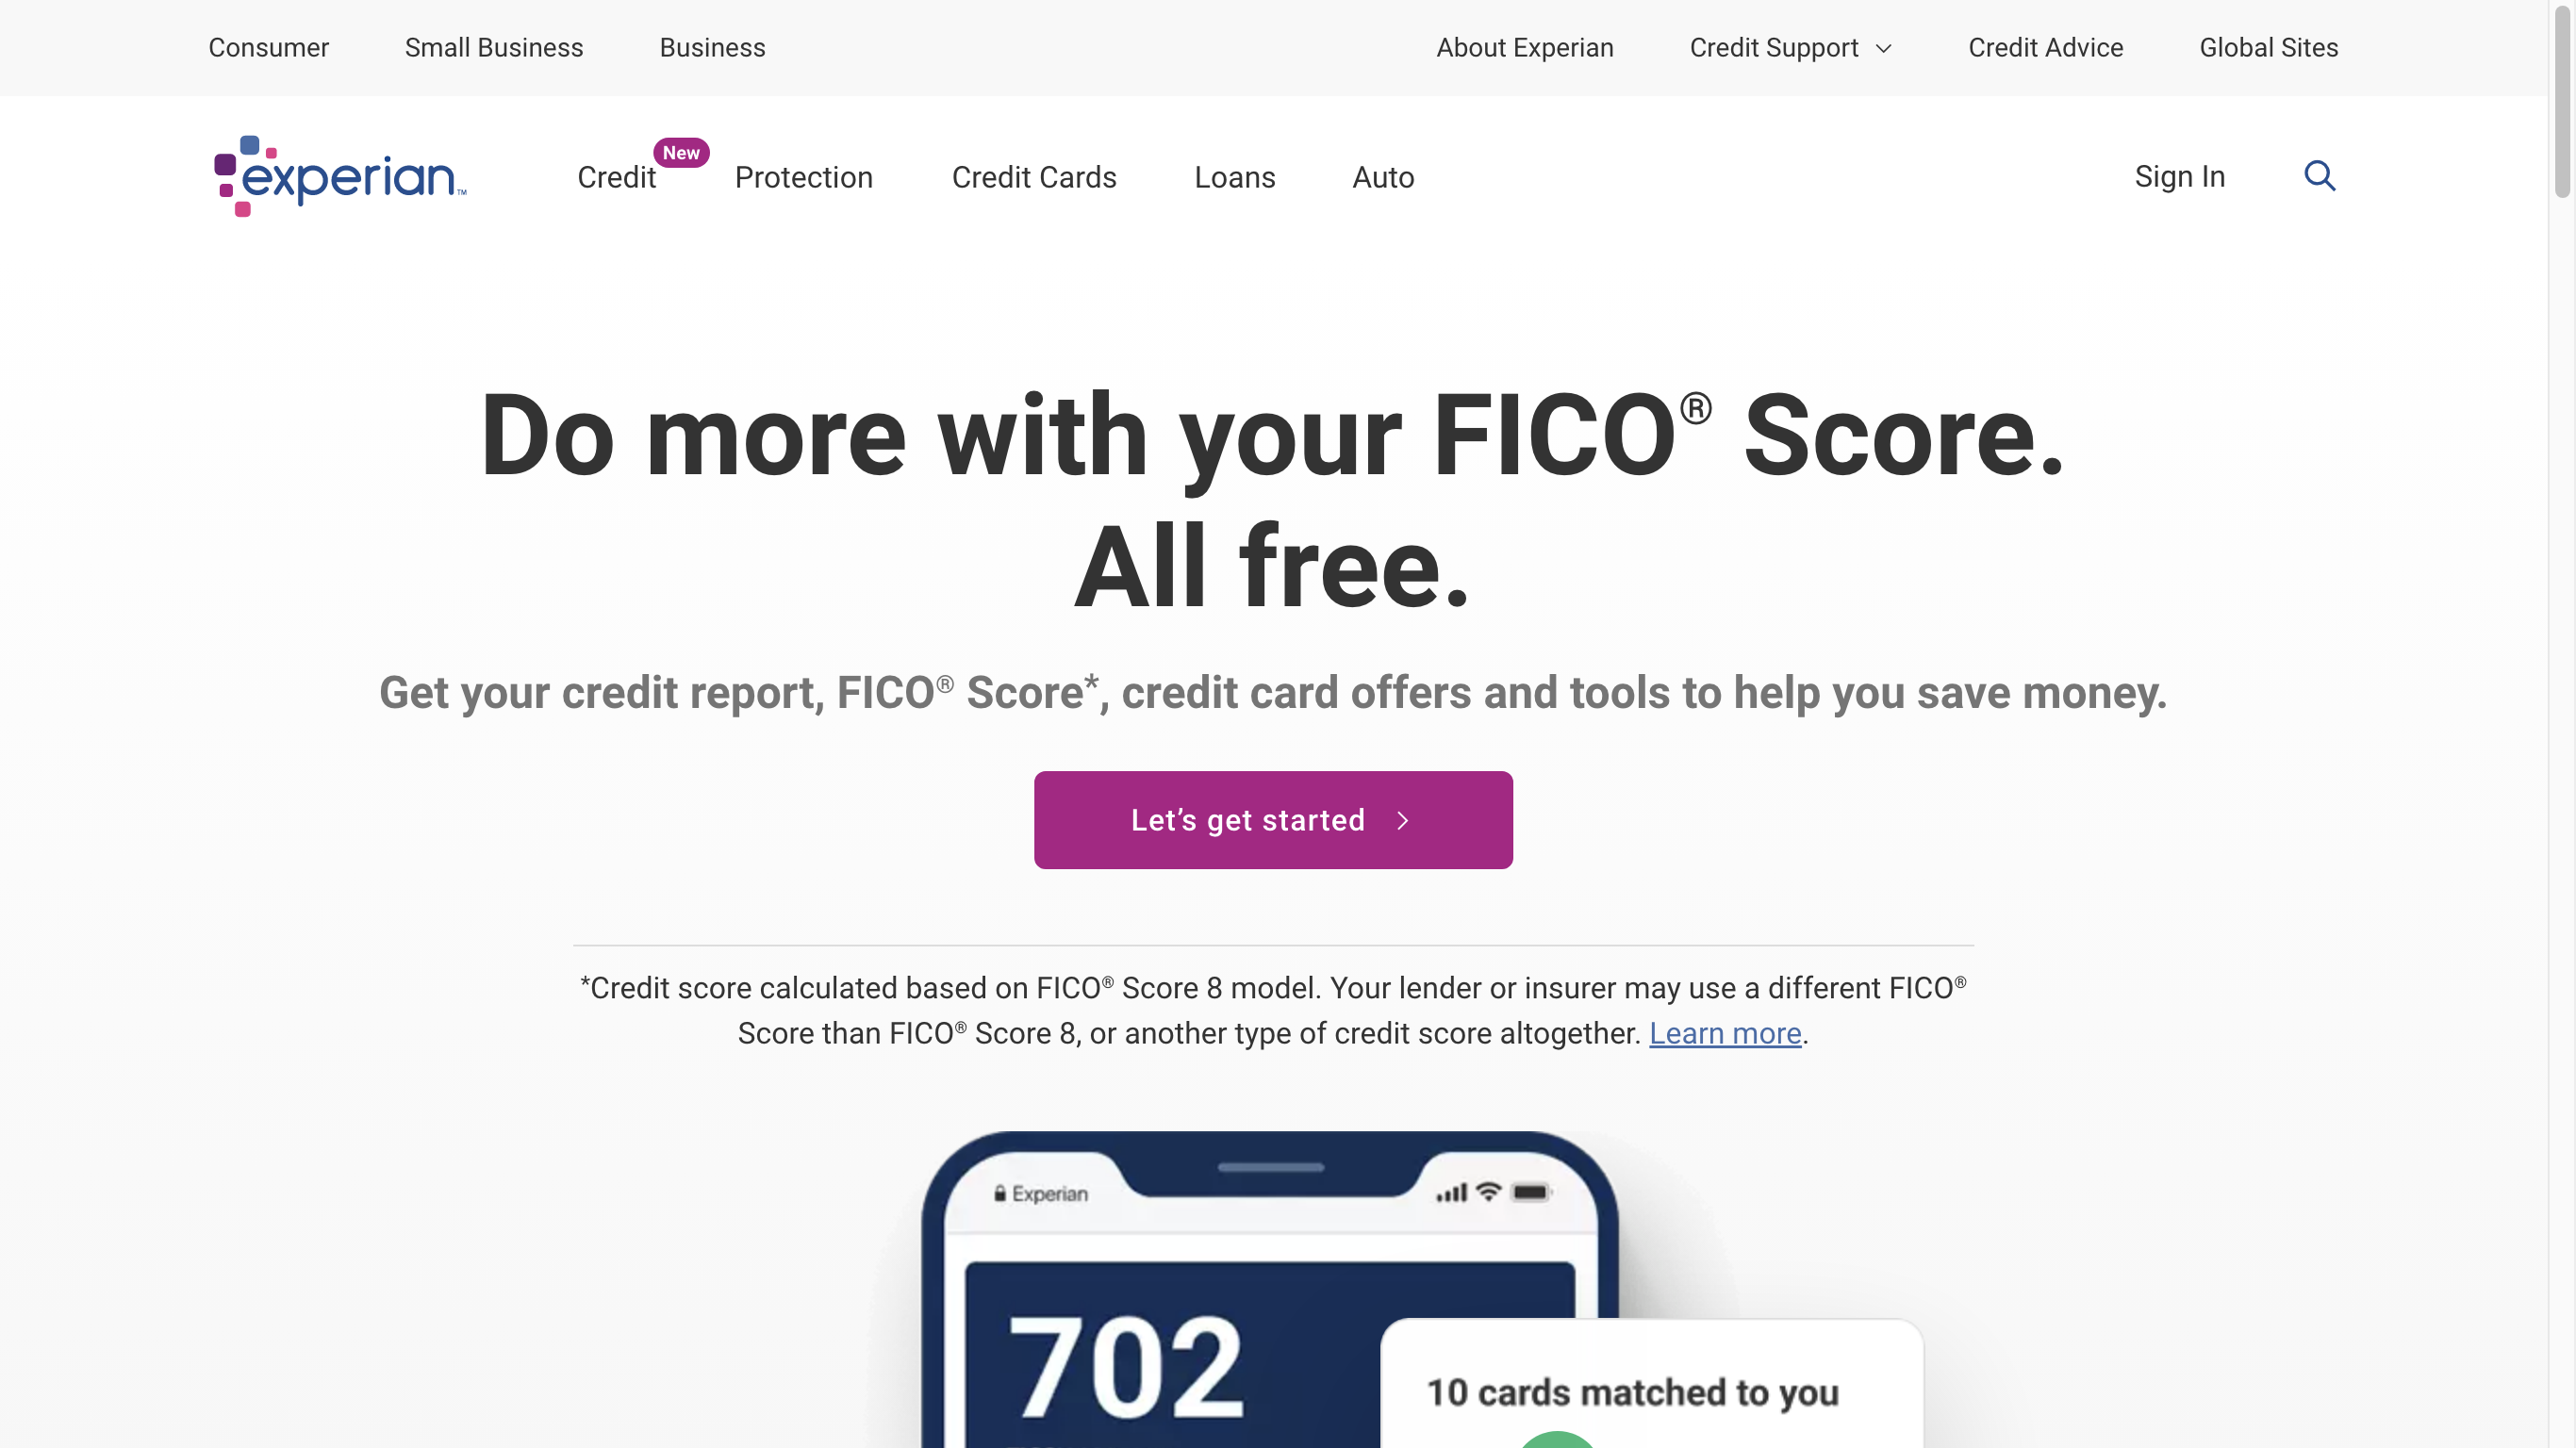 Consumer Small Business Business About Experian Credit Support Credit Advice Global Sites
experian™ Credit New Protection Credit Cards Loans Auto Sign In
Do more with your FICO® Score.
All free.
Get your credit report, FICO® Score*, credit card offers and tools to help you save money.
Let’s get started
*Credit score calculated based on FICO® Score 8 model. Your lender or insurer may use a different FICO®
Score than FICO® Score 8, or another type of credit score altogether. Learn more.
Experian
702
10 cards matched to you